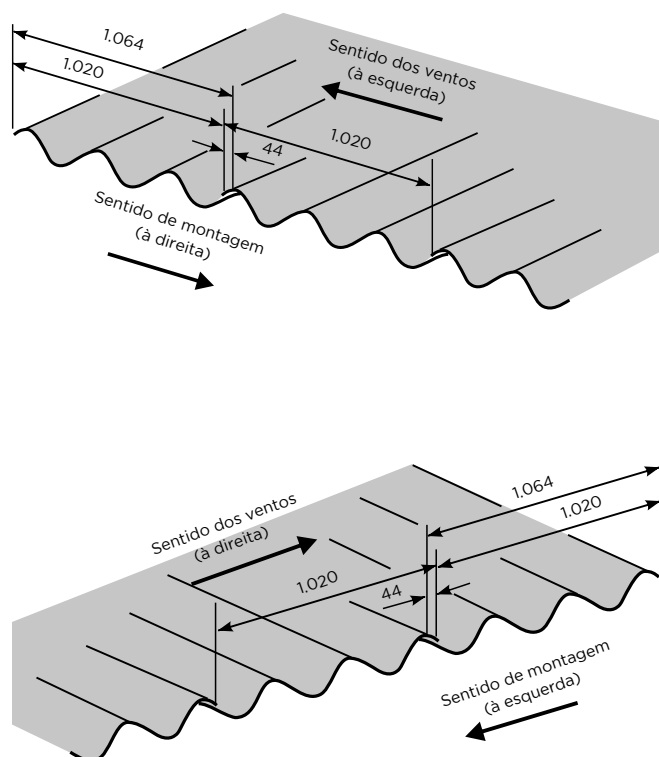 1.064
1.020
Sentido dos ventos
(à esquerda)
1.020
44
Sentido de montagem
(à direita)
1.064
1.020
Sentido dos ventos
(à direita)
1.020
44
Sentido de montagem
(à esquerda)